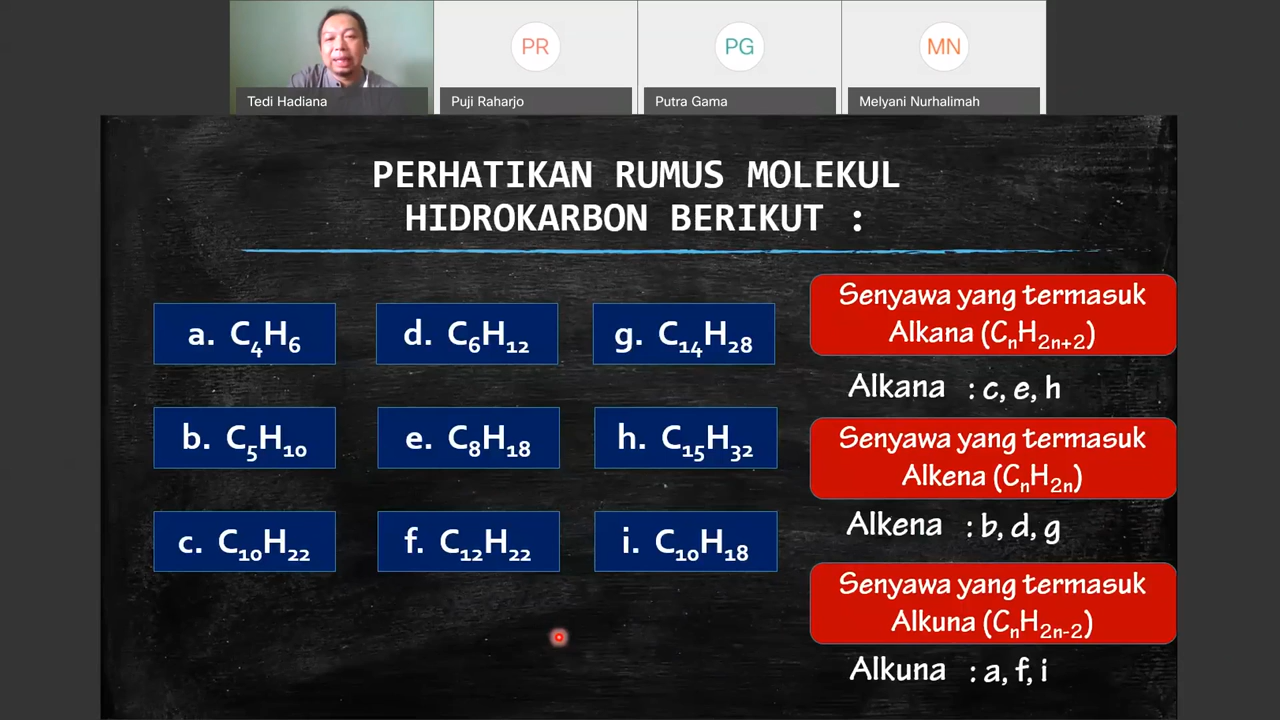 PR
PG
MN
Tedi Hadiana
Puji Raharjo
Putra Gama
Melyani Nurhalimah
PERHATIKAN RUMUS MOLEKUL
HIDROKARBON BERIKUT :
a. C₄H₆
d. C₆H₁₂
g. C₁₄H₂₈
b. C₅H₁₀
e. C₈H₁₈
h. C₁₅H₃₂
c. C₁₀H₂₂
f. C₁₂H₂₂
i. C₁₀H₁₈
Senyawa yang termasuk
Alkana (CₙH₂ₙ₊₂)
Alkana : c, e, h
Senyawa yang termasuk
Alkena (CₙH₂ₙ)
Alkena : b, d, g
Senyawa yang termasuk
Alkuna (CₙH₂ₙ₋₂)
Alkuna : a, f, i